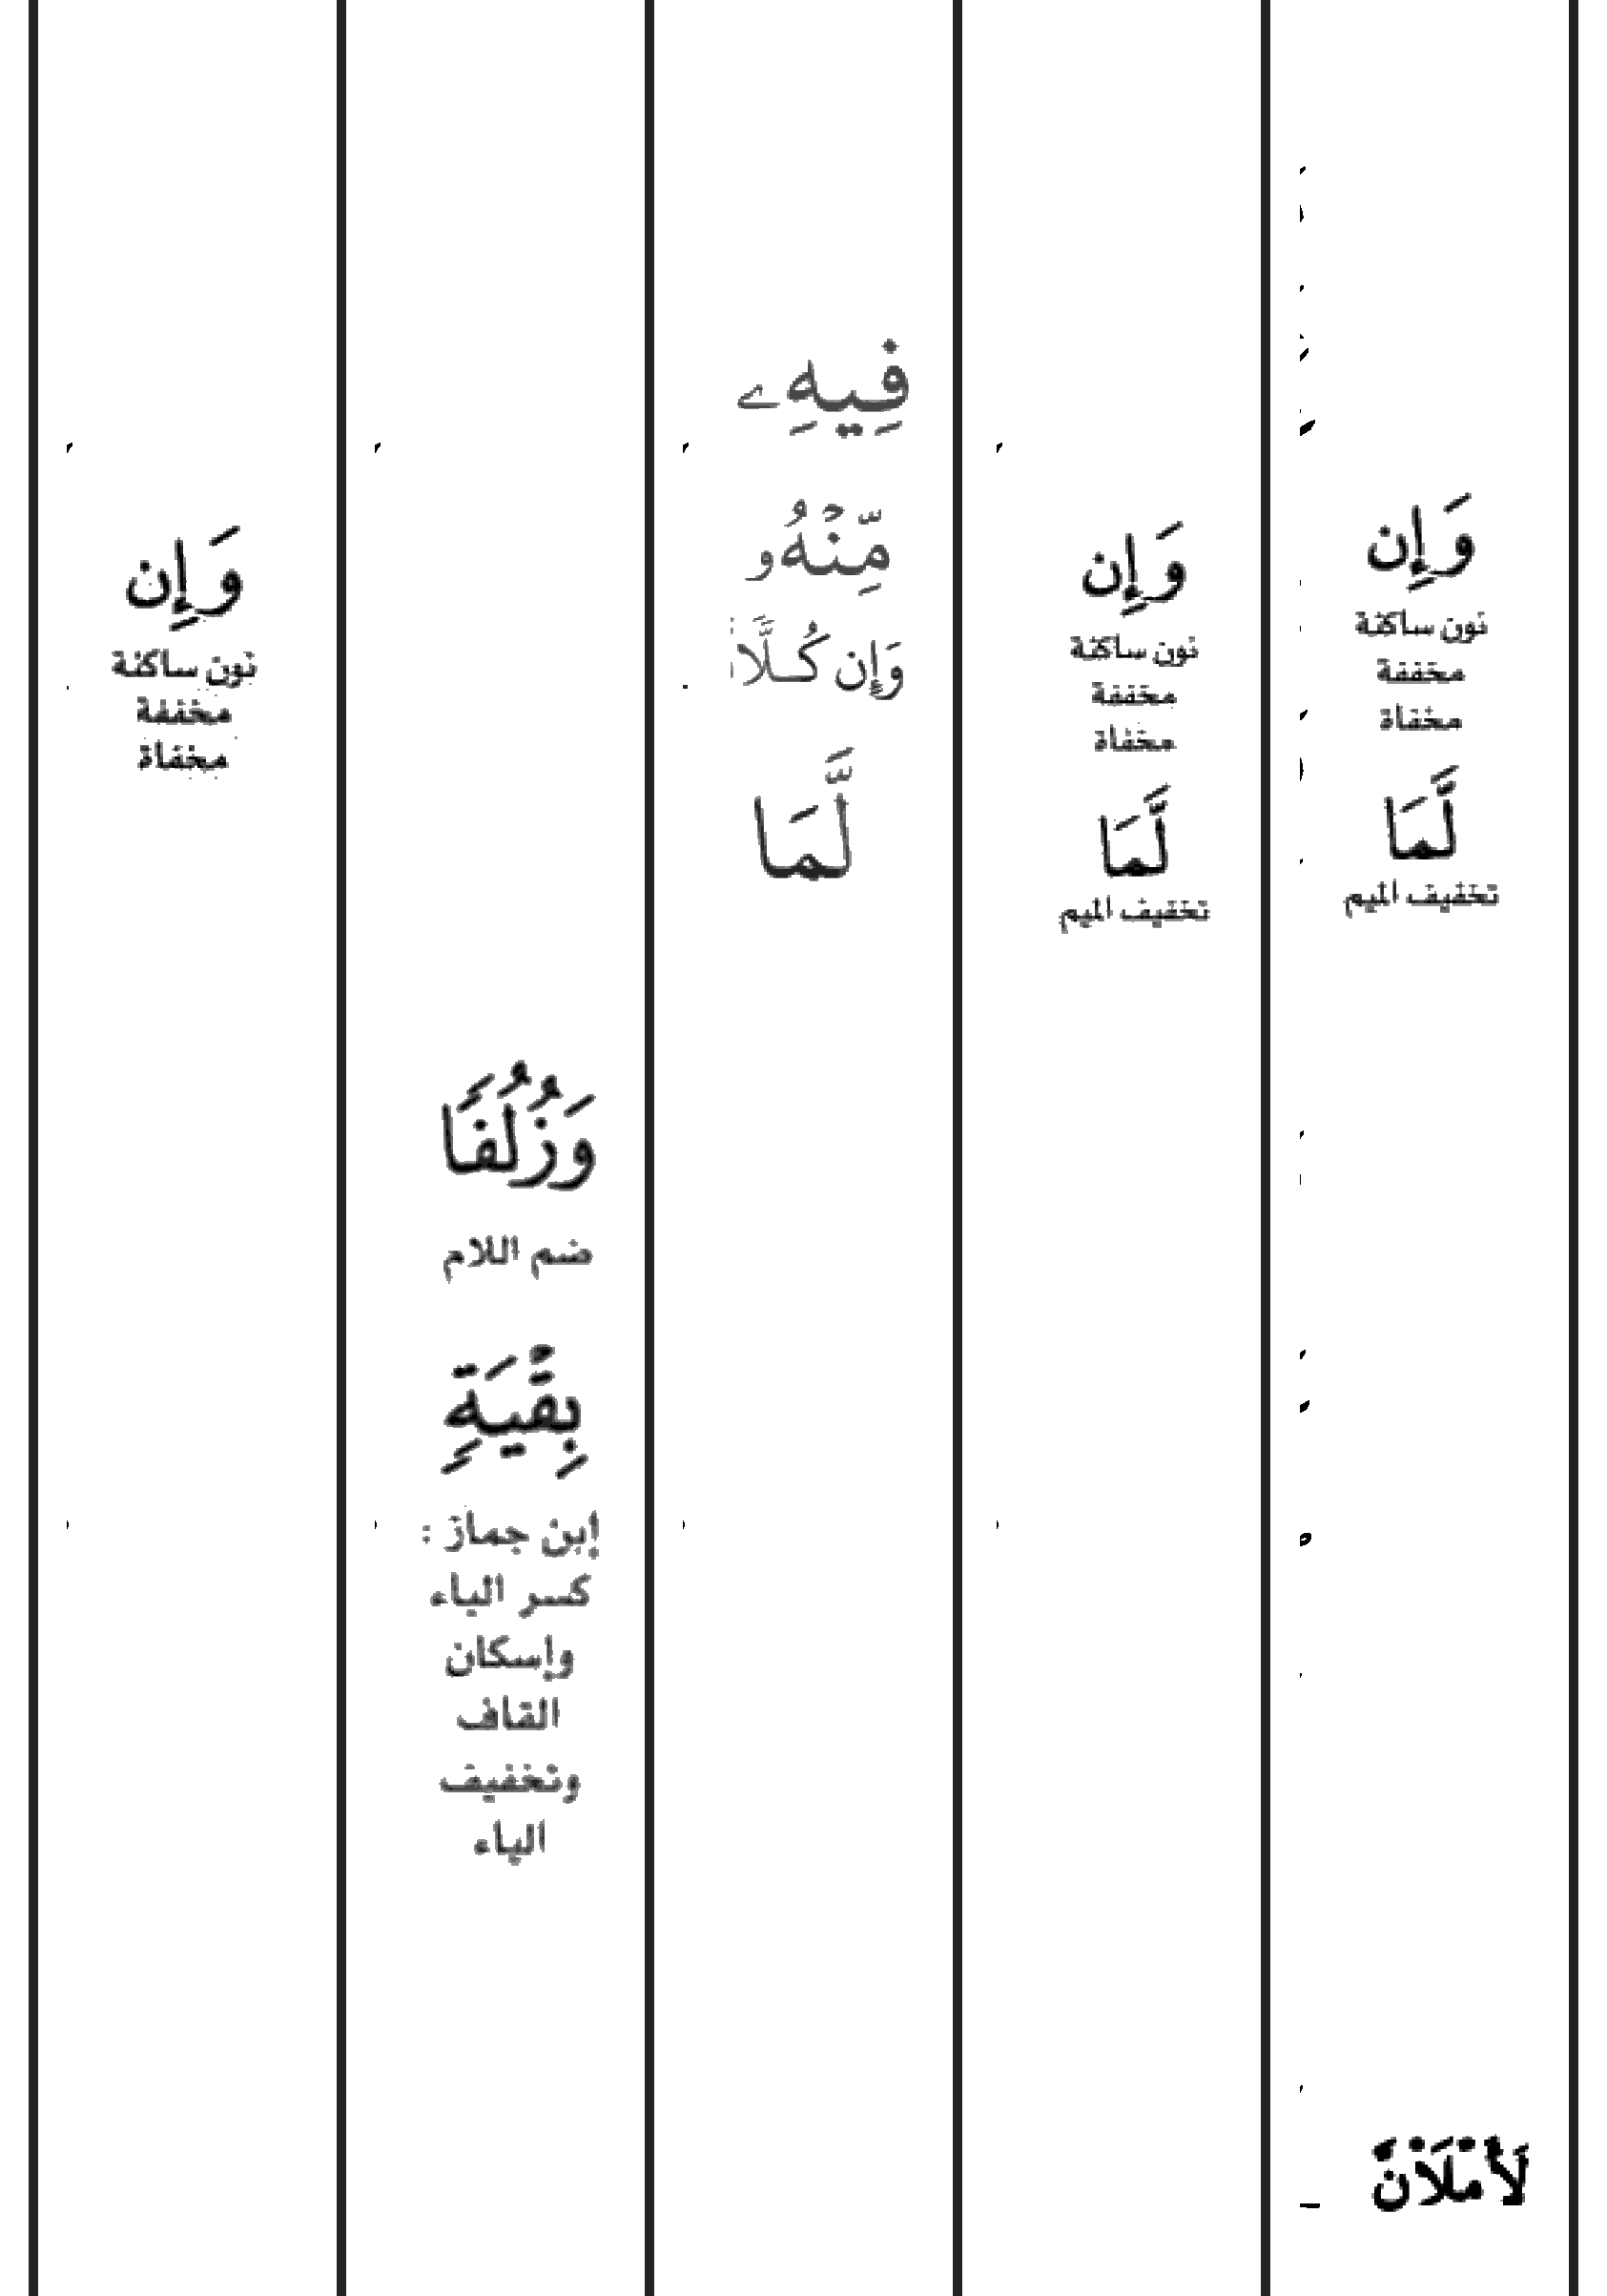 وَإِن
نون ساكنة
مخففة
مخفاة
لَّمَا
تخفيف الميم
لَأَمْلَأَنَّ
وَإِن
نون ساكنة
مخففة
مخفاة
لَّمَا
تخفيف الميم
فِيهِۦ
مِّنْهُۥ
وَإِن كُـلًّا
لَّمَا
وَزُلُفًا
ضم اللام
بِقْيَةٍ
إبن جماز :
كسر الباء
وإسكان
القاف
وتخفيف
الياء
وَإِن
نون ساكنة
مخففة
مخفاة